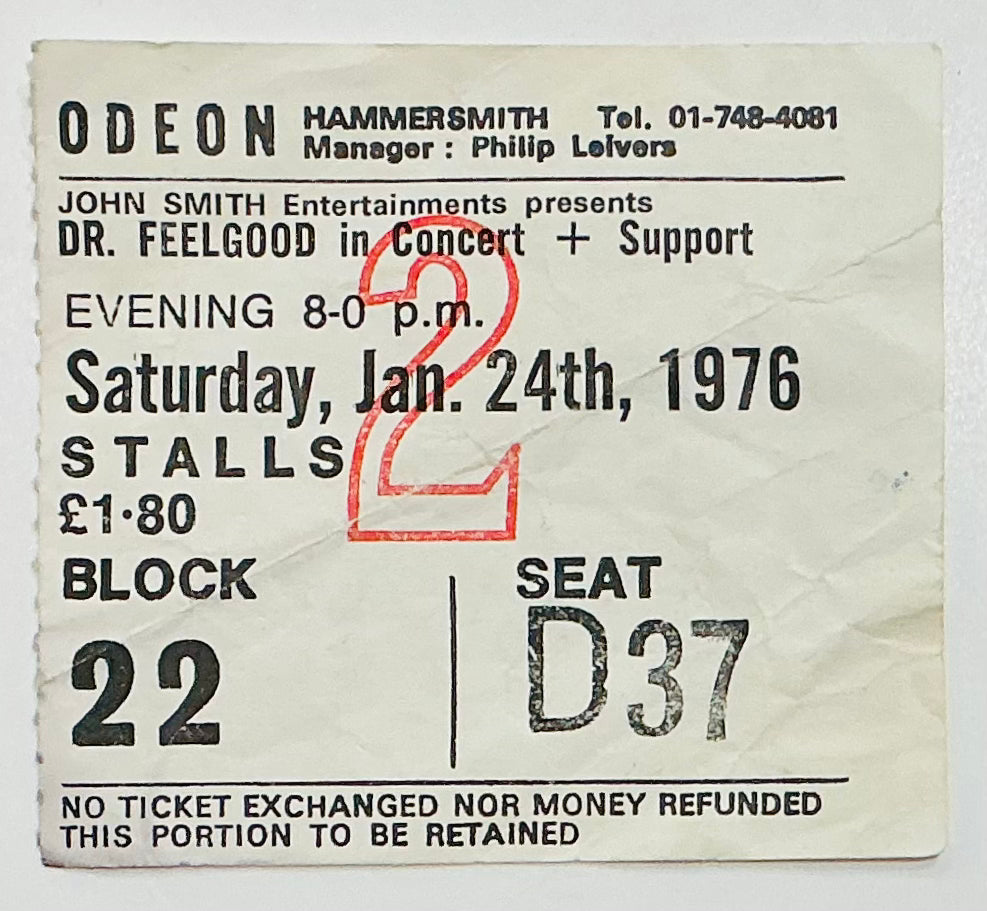 ODEON HAMMERSMITH Tel. 01-748-4081
Manager : Philip Leivers
JOHN SMITH Entertainments presents
DR. FEELGOOD in Concert + Support
EVENING 8-0 p.m.
Saturday, Jan. 24th, 1976
2
STALLS
£1·80
BLOCK SEAT
22 D37
NO TICKET EXCHANGED NOR MONEY REFUNDED
THIS PORTION TO BE RETAINED